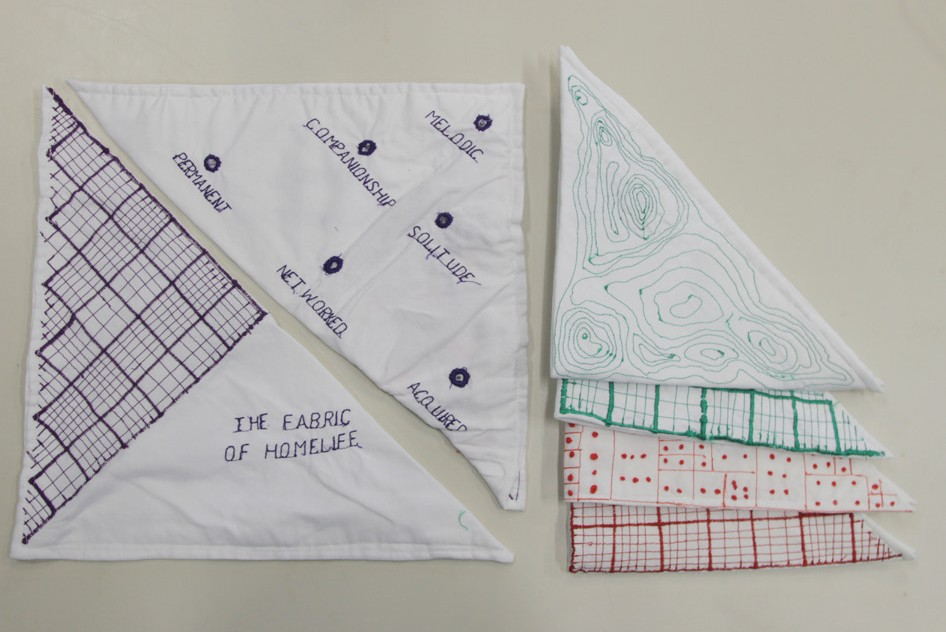 MELODIC
COMPANIONSHIP
PERMANENT
SOLITUDE
NETWORKED
ACQUIRED
THE FABRIC
OF HOMELIFE